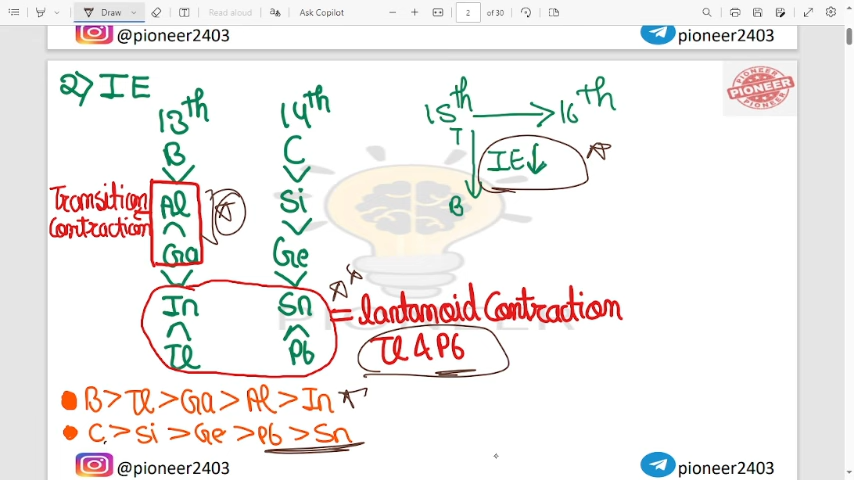 Draw
Read aloud
Ask Copilot
2 of 30
@pioneer2403
pioneer2403
2) IE
PIONEER
13th
14th
15th → 16th
B
C
T
IE↓
Transition
Contraction
Al
Si
B
Ga
Ge
In
Sn
= lantanoid Contraction
Tl
Pb
Tl & Pb
B > Tl > Ga > Al > In
C > Si > Ge > Pb > Sn
@pioneer2403
pioneer2403